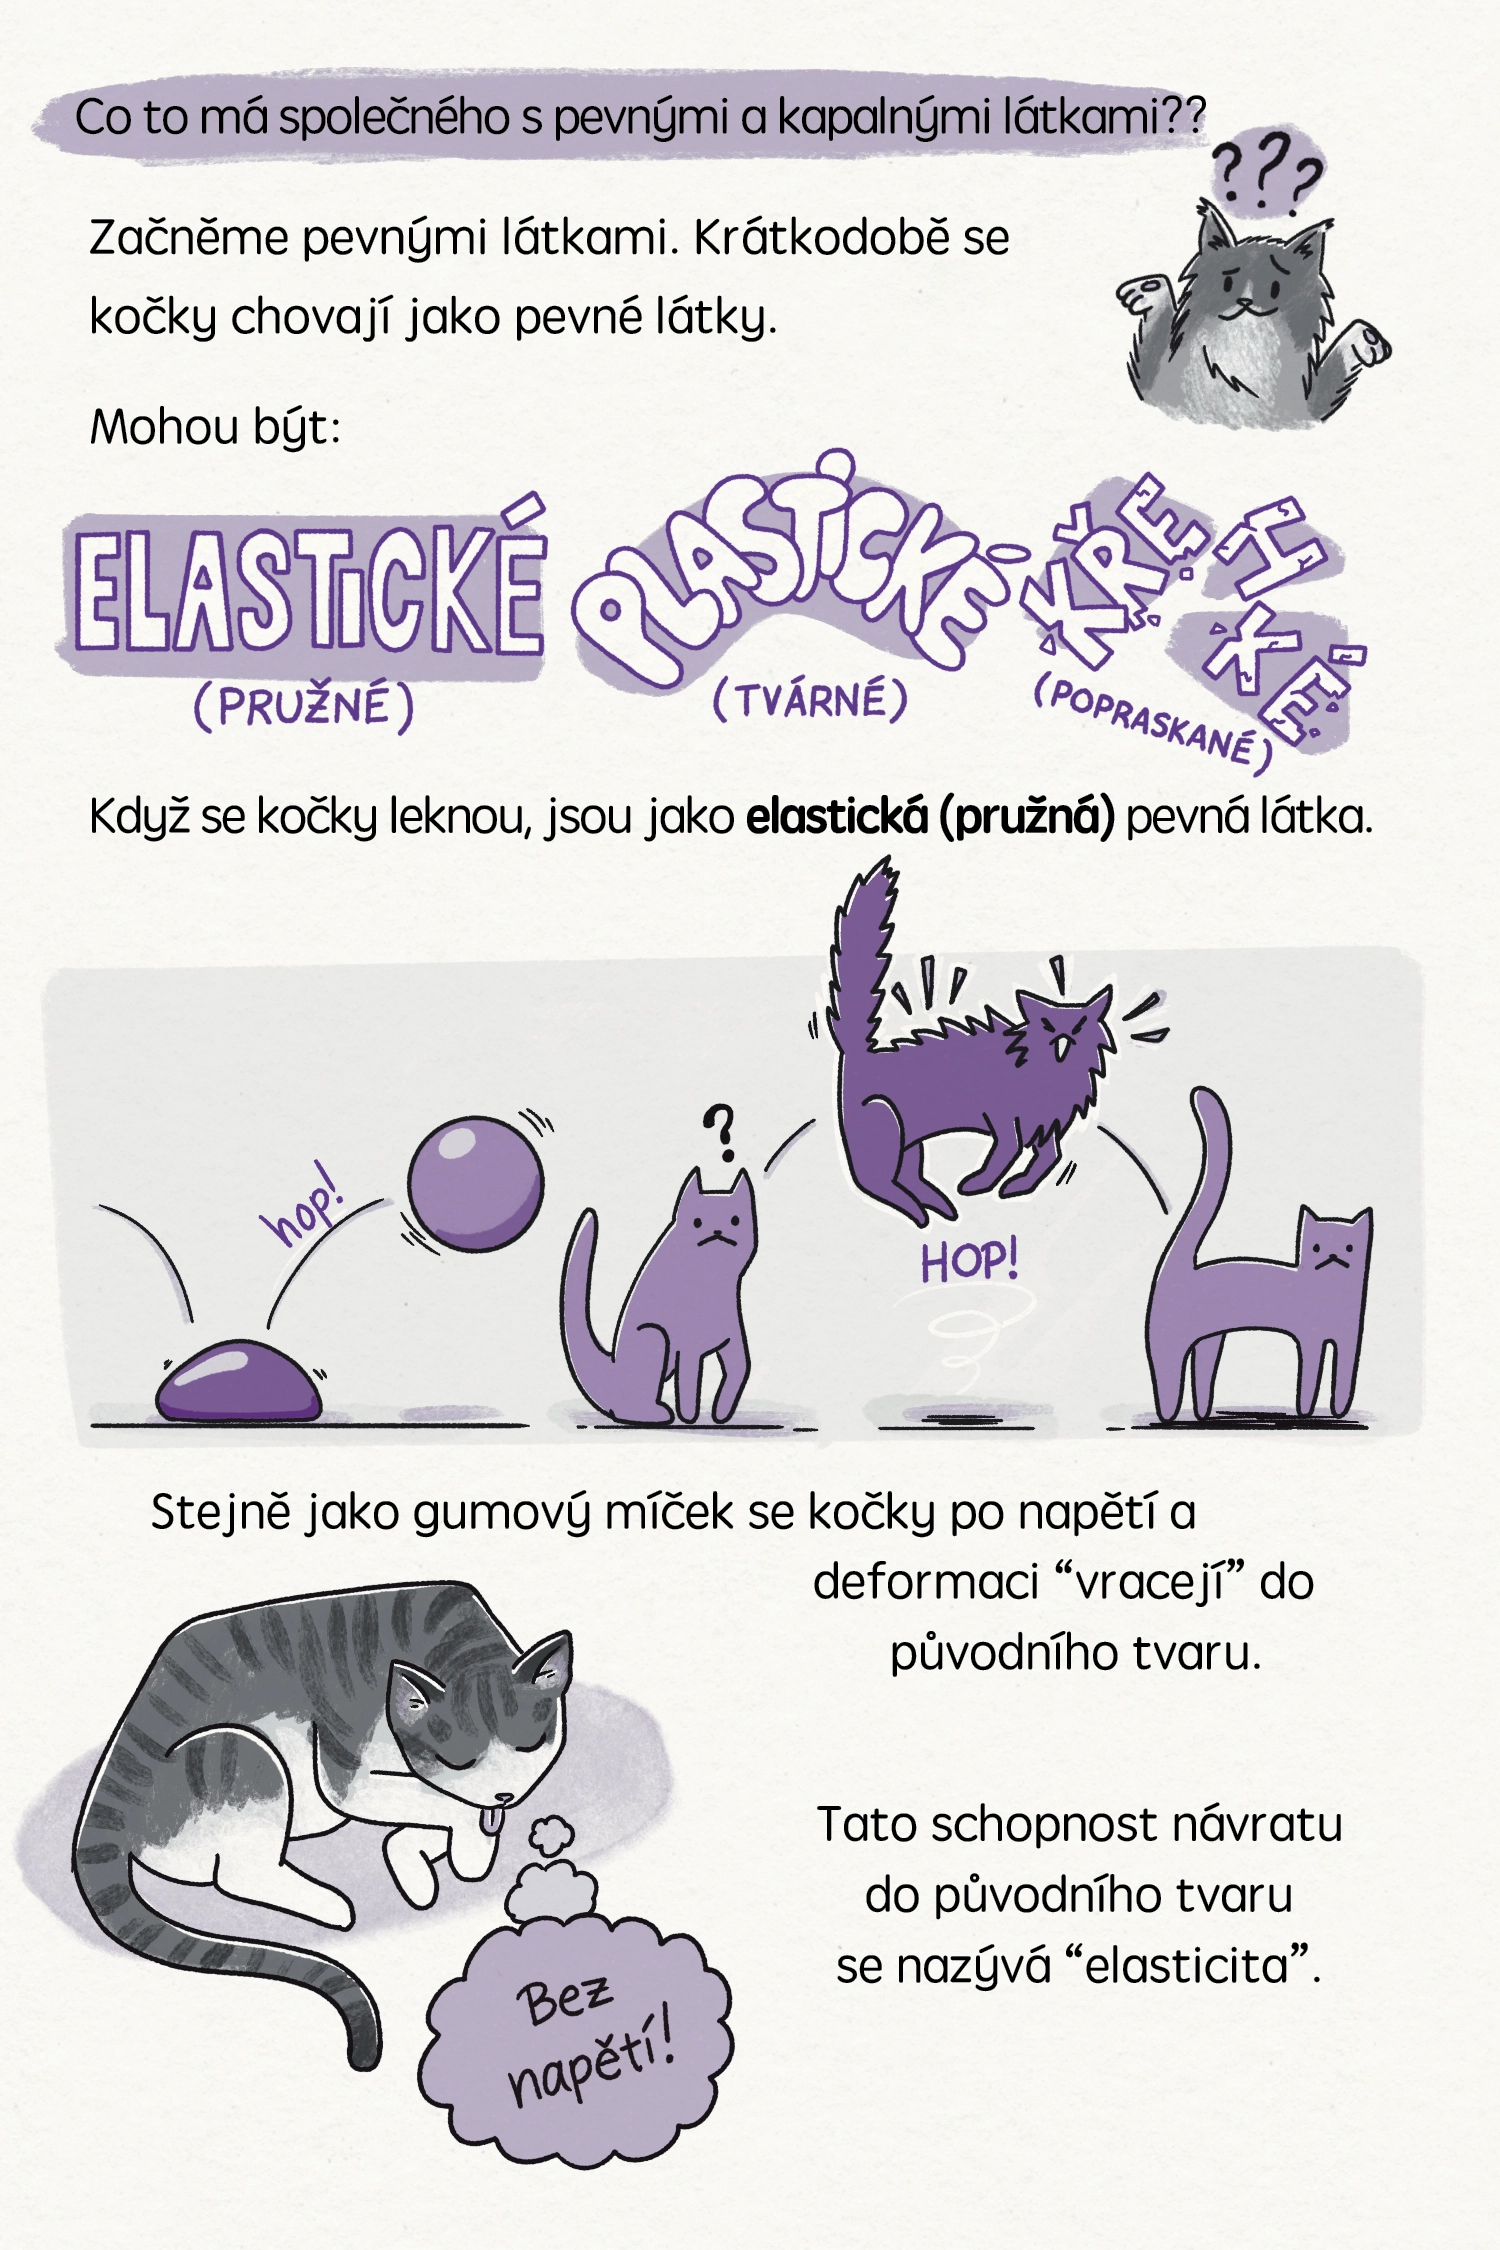 Co to má společného s pevnými a kapalnými látkami??
???
Začněme pevnými látkami. Krátkodobě se
kočky chovají jako pevné látky.
Mohou být:
ELASTiCKÉ
(PRUŽNÉ)
PLASTiCKÉ
(TVÁRNÉ)
KŘEHKÉ
(POPRASKANÉ)
Když se kočky leknou, jsou jako elastická (pružná) pevná látka.
hop!
?
HOP!
Stejně jako gumový míček se kočky po napětí a
deformaci “vracejí” do
původního tvaru.
Tato schopnost návratu
do původního tvaru
se nazývá “elasticita”.
Bez
napětí!